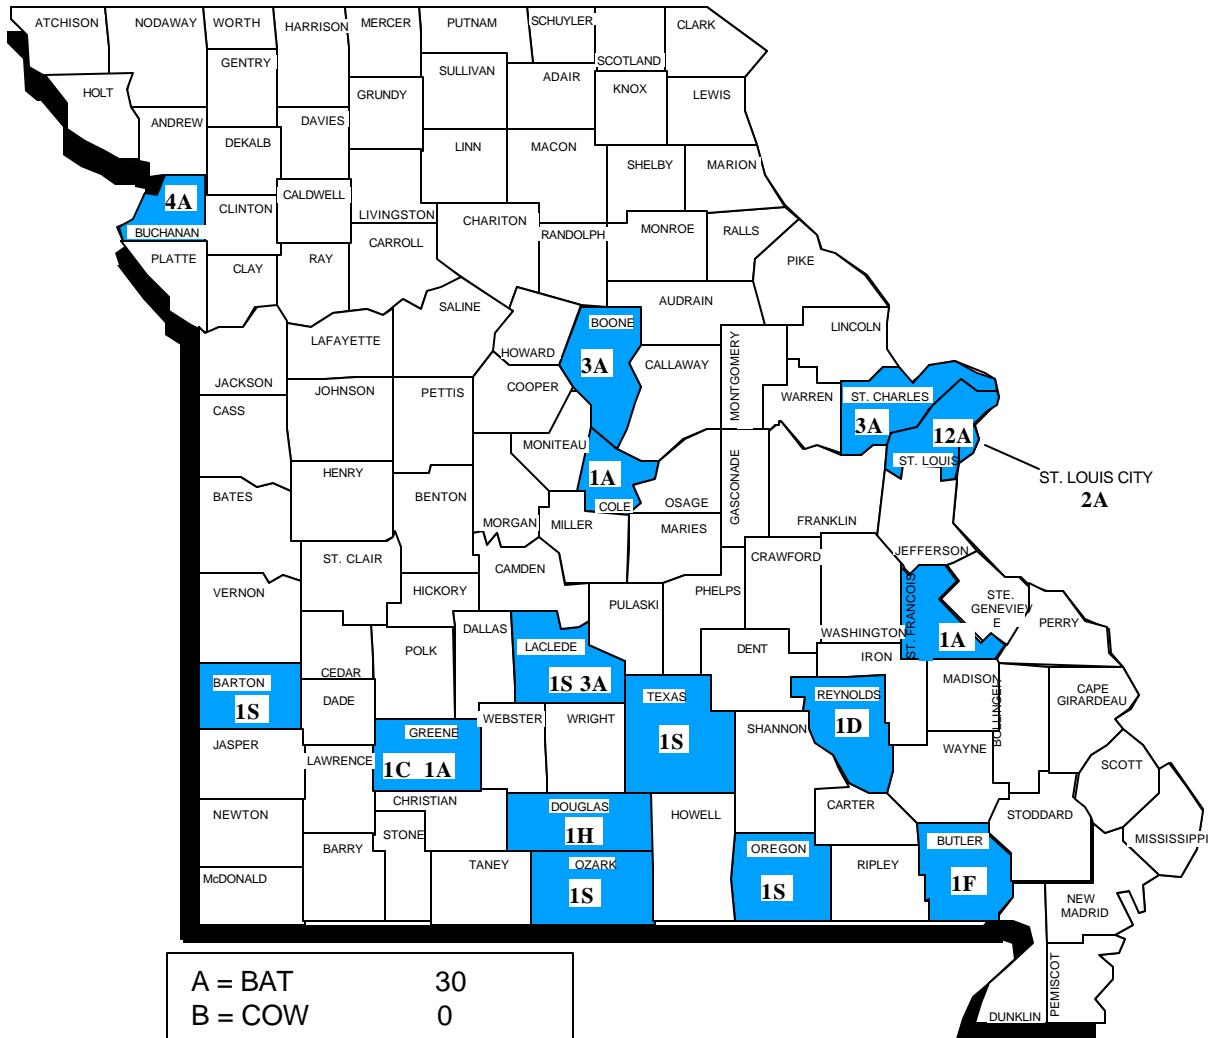 ATCHISON NODAWAY WORTH HARRISON MERCER PUTNAM SCHUYLER CLARK
GENTRY SULLIVAN ADAIR SCOTLAND
HOLT GRUNDY KNOX LEWIS
ANDREW DAVIES
DEKALB LINN MACON
SHELBY MARION
4A CALDWELL
CLINTON LIVINGSTON CHARITON
BUCHANAN RANDOLPH MONROE RALLS
CARROLL
PLATTE CLAY RAY PIKE
SALINE AUDRAIN
BOONE LINCOLN
LAFAYETTE HOWARD
3A CALLAWAY MONTGOMERY
JACKSON JOHNSON PETTIS COOPER WARREN ST. CHARLES
CASS 3A 12A
MONITEAU
HENRY 1A GASCONADE ST. LOUIS
ST. LOUIS CITY
2A
BATES BENTON COLE OSAGE
MORGAN MILLER MARIES FRANKLIN
ST. CLAIR CAMDEN CRAWFORD JEFFERSON
VERNON HICKORY PULASKI PHELPS ST. FRANCOIS STE.
GENEVIEV
E
DALLAS WASHINGTON 1A PERRY
CEDAR POLK LACLEDE DENT IRON
BARTON 1S 3A TEXAS REYNOLDS MADISON BOLLINGER CAPE
GIRARDEAU
1S DADE
WEBSTER WRIGHT 1S SHANNON 1D
JASPER GREENE WAYNE
LAWRENCE 1C 1A SCOTT
CHRISTIAN DOUGLAS CARTER
NEWTON HOWELL STODDARD
STONE 1H
BARRY OREGON BUTLER MISSISSIPPI
TANEY OZARK RIPLEY
McDONALD 1S 1S 1F
NEW
MADRID
PEMISCOT
DUNKLIN
A = BAT 30
B = COW 0